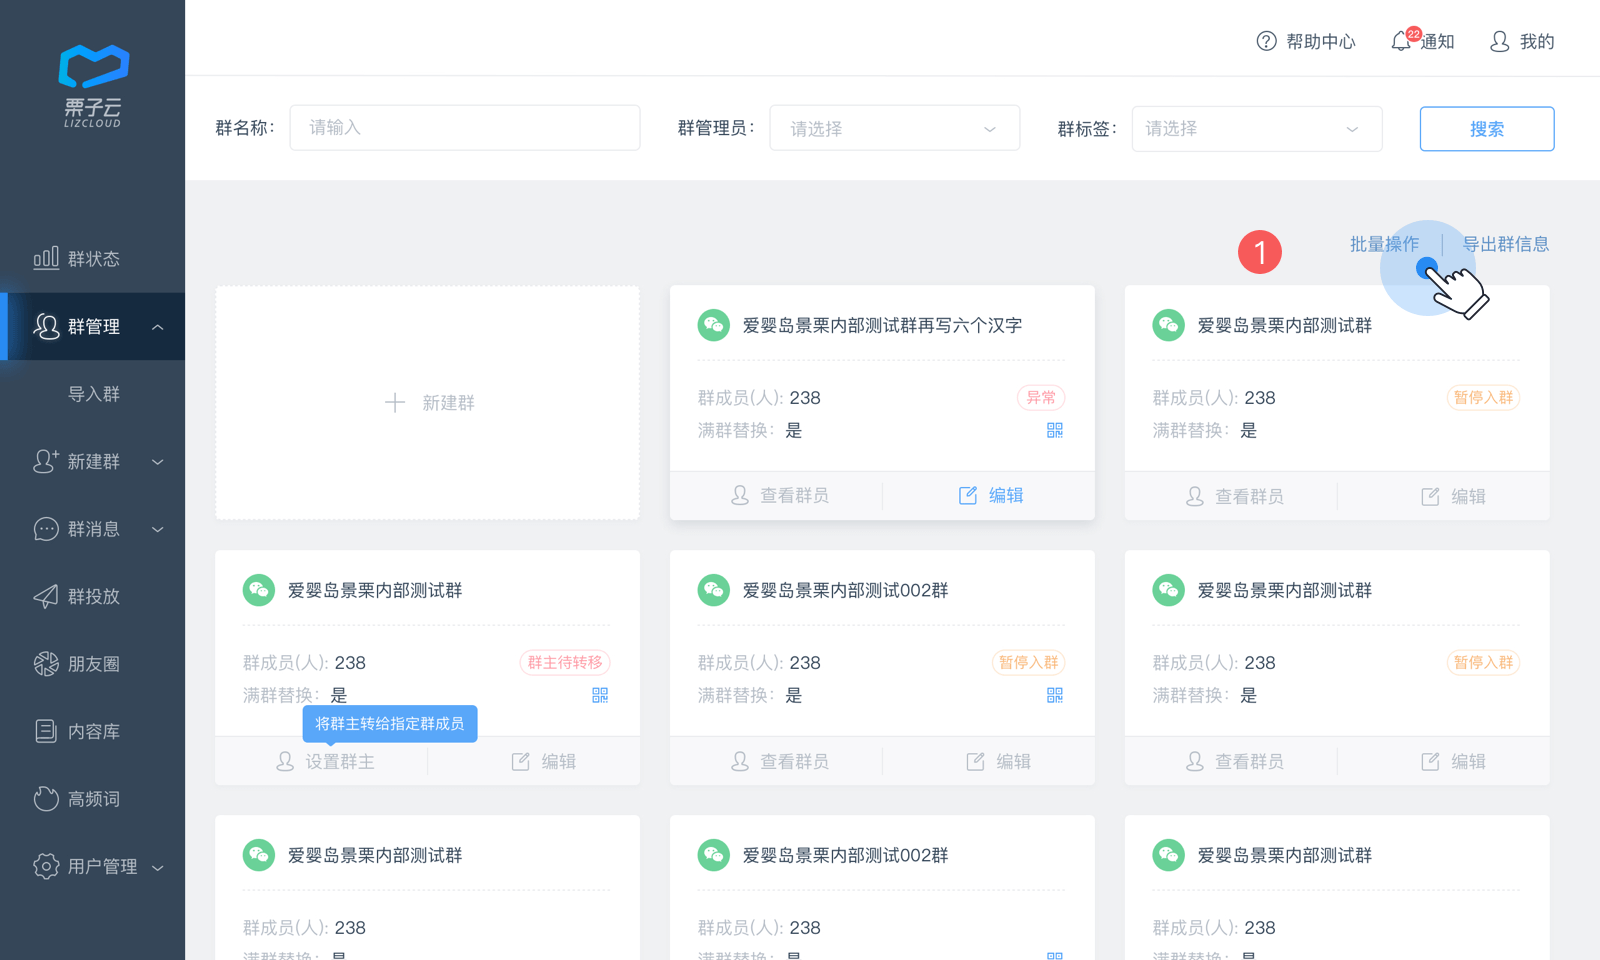 栗子云
LIZCLOUD
帮助中心
22
通知
我的
群名称:
请输入
群管理员:
请选择
群标签:
请选择
搜索
群状态
群管理
导入群
新建群
群消息
群投放
朋友圈
内容库
高频词
用户管理
1
批量操作
导出群信息
新建群
爱婴岛景栗内部测试群再写六个汉字
群成员(人): 238
异常
满群替换: 是
查看群员
编辑
爱婴岛景栗内部测试群
群成员(人): 238
暂停入群
满群替换: 是
查看群员
编辑
爱婴岛景栗内部测试群
群成员(人): 238
群主待转移
满群替换: 是
将群主转给指定群成员
设置群主
编辑
爱婴岛景栗内部测试002群
群成员(人): 238
暂停入群
满群替换: 是
查看群员
编辑
爱婴岛景栗内部测试群
群成员(人): 238
暂停入群
满群替换: 是
查看群员
编辑
爱婴岛景栗内部测试群
群成员(人): 238
满群替换: 是
爱婴岛景栗内部测试002群
群成员(人): 238
满群替换: 是
爱婴岛景栗内部测试群
群成员(人): 238
满群替换: 是